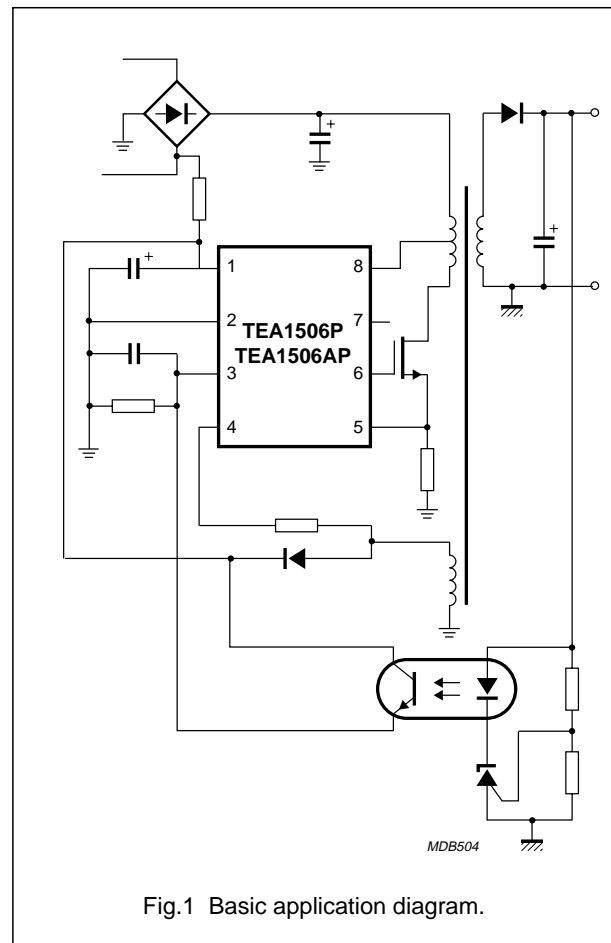 +
+
+
1
8
2
7
TEA1506P
TEA1506AP
3
6
4
5
MDB504
Fig.1 Basic application diagram.